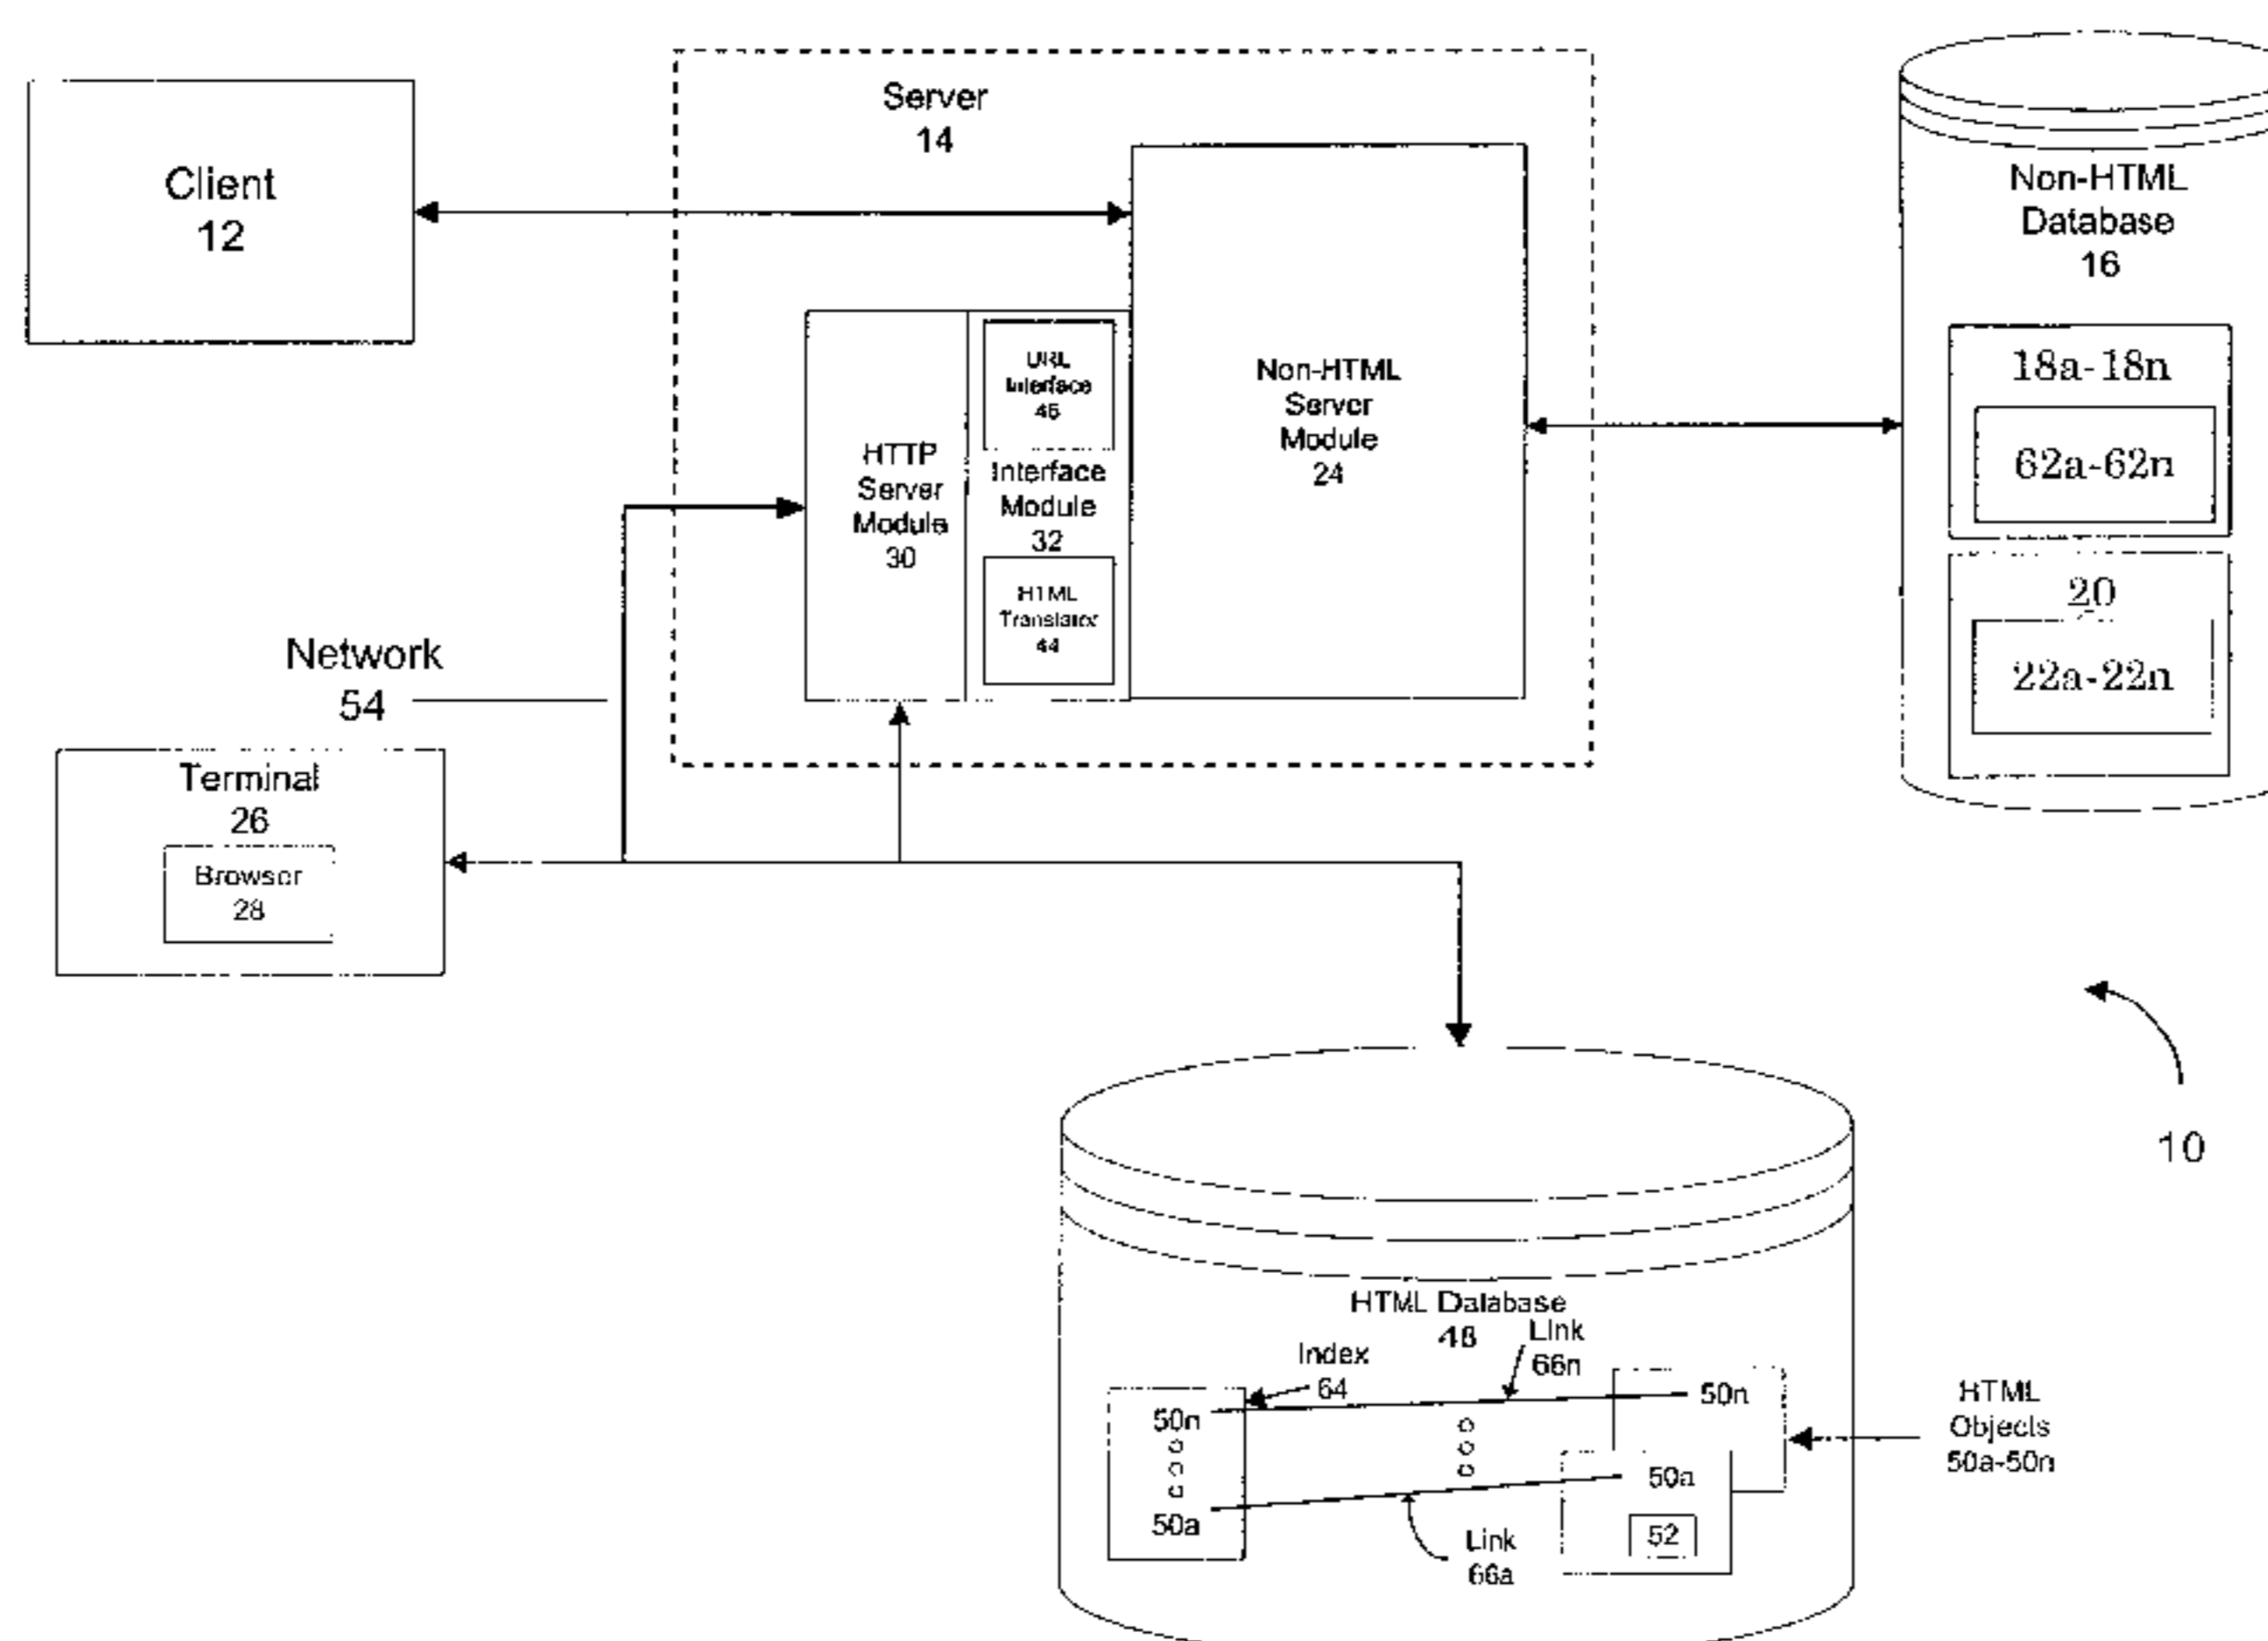 Client
12
Server
14
Non-HTML
Server
Module
24
HTTP
Server
Module
30
URL
Interface
46
Interface
Module
32
HTML
Translator
44
Non-HTML
Database
16
18a-18n
62a-62n
20
22a-22n
Network
54
Terminal
26
Browser
28
10
HTML Database
48
Index
64
Link
66n
50n
50a
50n
50a
52
Link
66a
HTML
Objects
50a-50n